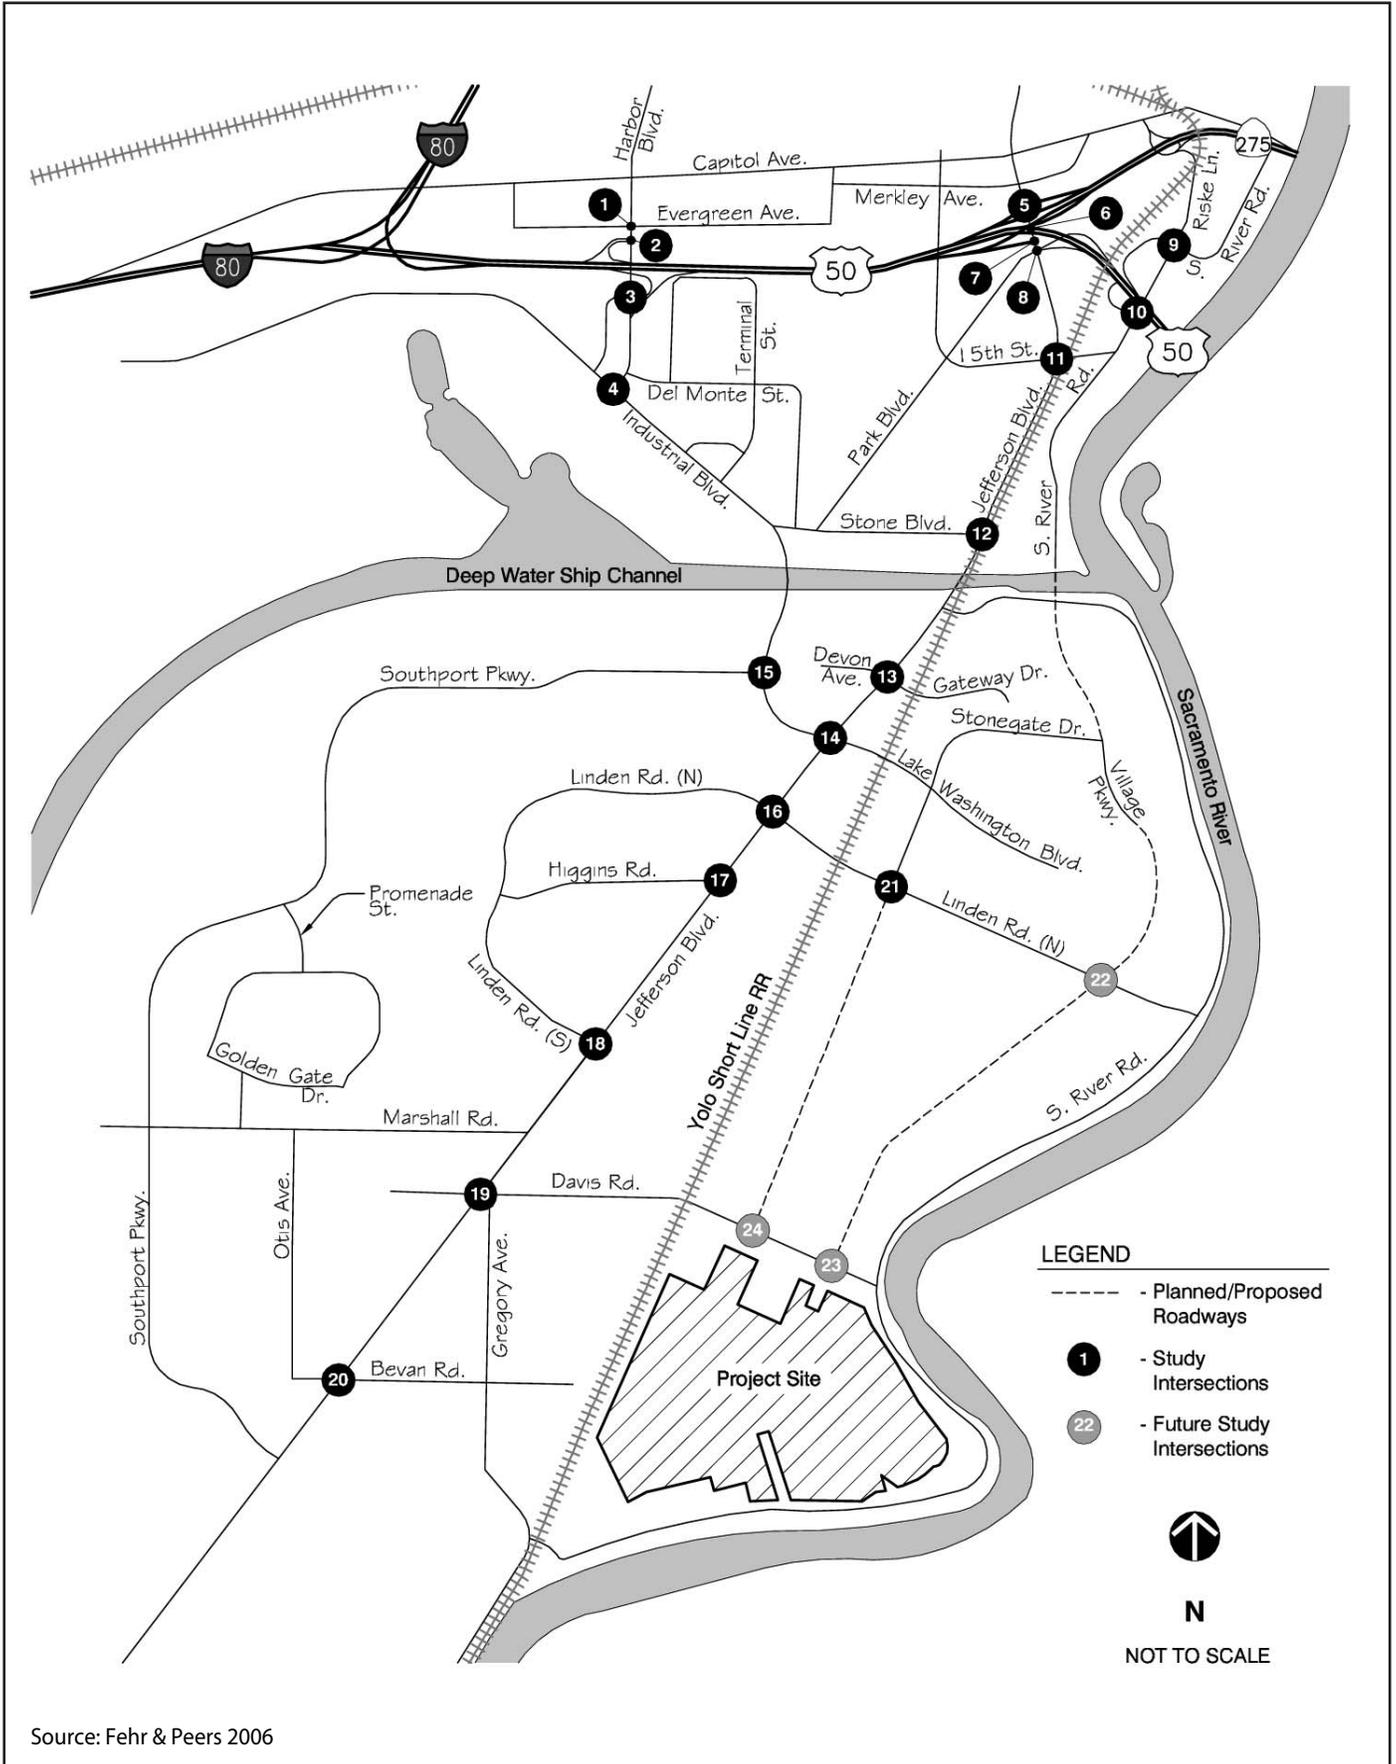 80
Harbor
Blvd.
Capitol Ave.
275
Merkley Ave.
Riske Ln.
River Rd.
S.
1
Evergreen Ave.
5
6
2
9
80
50
7
8
3
10
Terminal
St.
15th St.
11
50
Rd.
4
Del Monte St.
Industrial Blvd.
Park Blvd.
Jefferson Blvd.
S. River
Stone Blvd.
12
Deep Water Ship Channel
Southport Pkwy.
15
Devon
Ave.
13
Gateway Dr.
Stonegate Dr.
Sacramento River
14
Lake Washington Blvd.
Village
Pkwy.
Linden Rd. (N)
16
Higgins Rd.
17
21
Linden Rd. (N)
Promenade
St.
22
Linden Rd. (S)
Jefferson Blvd.
Yolo Short Line RR
18
Golden Gate
Dr.
S. River Rd.
Marshall Rd.
Southport Pkwy.
Otis Ave.
19
Davis Rd.
24
23
Gregory Ave.
20
Bevan Rd.
Project Site
LEGEND
- Planned/Proposed
Roadways
1
- Study
Intersections
22
- Future Study
Intersections
N
NOT TO SCALE
Source: Fehr & Peers 2006